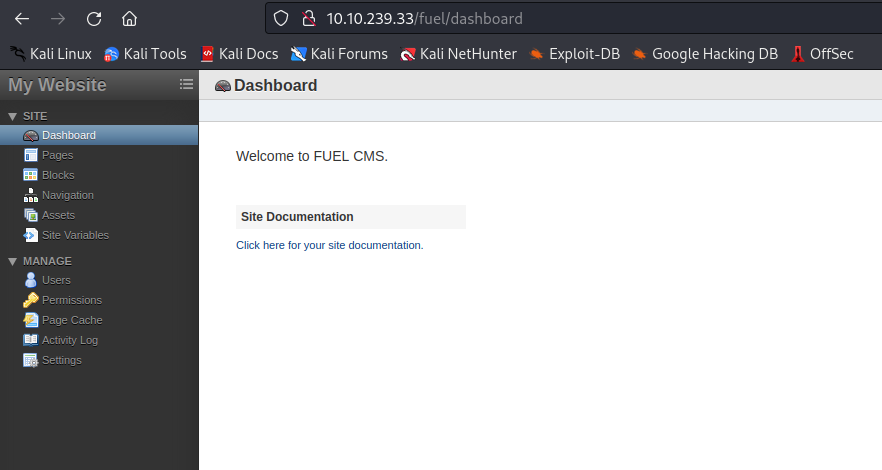 10.10.239.33/fuel/dashboard
Kali Linux Kali Tools Kali Docs Kali Forums Kali NetHunter Exploit-DB Google Hacking DB OffSec
My Website
Dashboard
SITE
Dashboard
Pages
Blocks
Navigation
Assets
Site Variables
MANAGE
Users
Permissions
Page Cache
Activity Log
Settings
Welcome to FUEL CMS.
Site Documentation
Click here for your site documentation.